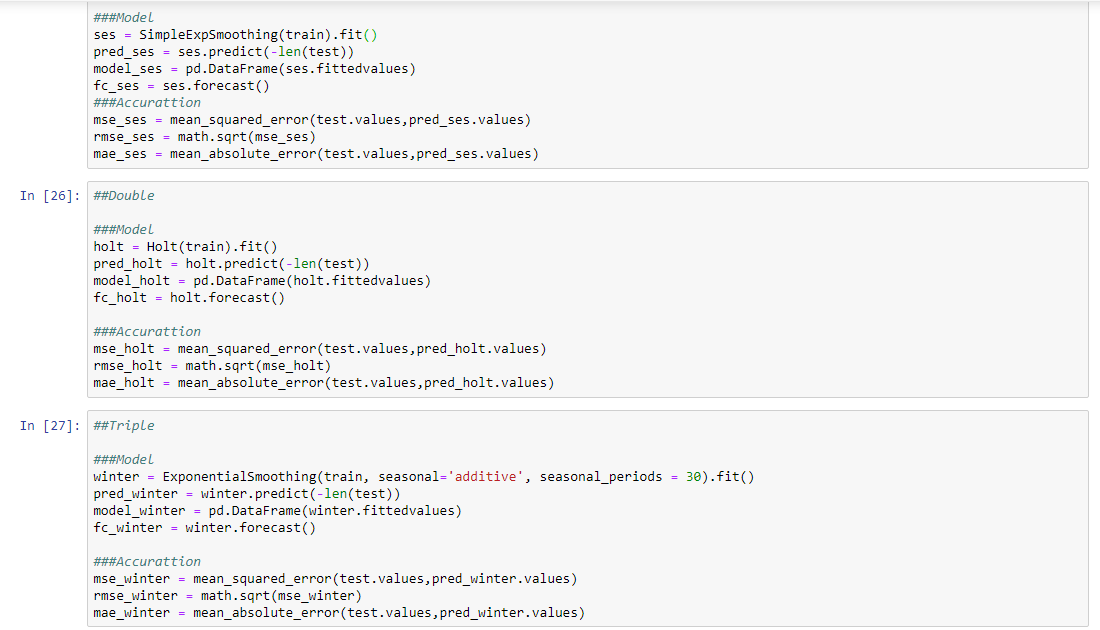 ###Model
ses = SimpleExpSmoothing(train).fit()
pred_ses = ses.predict(-len(test))
model_ses = pd.DataFrame(ses.fittedvalues)
fc_ses = ses.forecast()
###Accurattion
mse_ses = mean_squared_error(test.values,pred_ses.values)
rmse_ses = math.sqrt(mse_ses)
mae_ses = mean_absolute_error(test.values,pred_ses.values)
In [26]: ##Double
###Model
holt = Holt(train).fit()
pred_holt = holt.predict(-len(test))
model_holt = pd.DataFrame(holt.fittedvalues)
fc_holt = holt.forecast()
###Accurattion
mse_holt = mean_squared_error(test.values,pred_holt.values)
rmse_holt = math.sqrt(mse_holt)
mae_holt = mean_absolute_error(test.values,pred_holt.values)
In [27]: ##Triple
###Model
winter = ExponentialSmoothing(train, seasonal='additive', seasonal_periods = 30).fit()
pred_winter = winter.predict(-len(test))
model_winter = pd.DataFrame(winter.fittedvalues)
fc_winter = winter.forecast()
###Accurattion
mse_winter = mean_squared_error(test.values,pred_winter.values)
rmse_winter = math.sqrt(mse_winter)
mae_winter = mean_absolute_error(test.values,pred_winter.values)